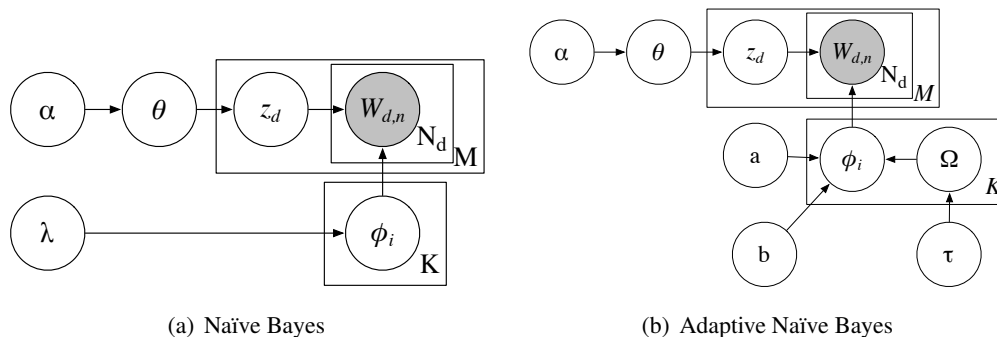 α θ z_d W_{d,n} N_d M
λ ϕ_i K
(a) Naïve Bayes
α θ z_d W_{d,n} N_d M
a ϕ_i Ω K
b τ
(b) Adaptive Naïve Bayes